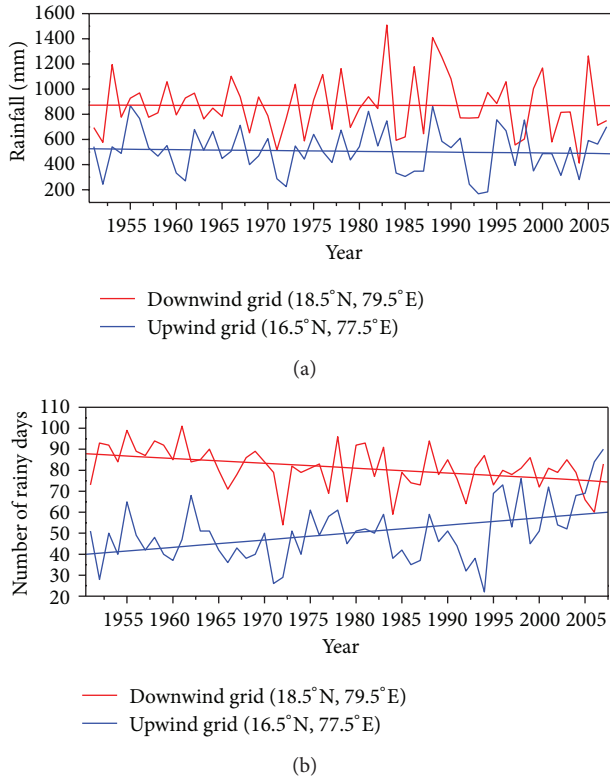 1600
1400
1200
1000
800
600
400
200
Rainfall (mm)
1955 1960 1965 1970 1975 1980 1985 1990 1995 2000 2005
Year
Downwind grid (18.5°N, 79.5°E)
Upwind grid (16.5°N, 77.5°E)
(a)
110
100
90
80
70
60
50
40
30
20
Number of rainy days
1955 1960 1965 1970 1975 1980 1985 1990 1995 2000 2005
Year
Downwind grid (18.5°N, 79.5°E)
Upwind grid (16.5°N, 77.5°E)
(b)